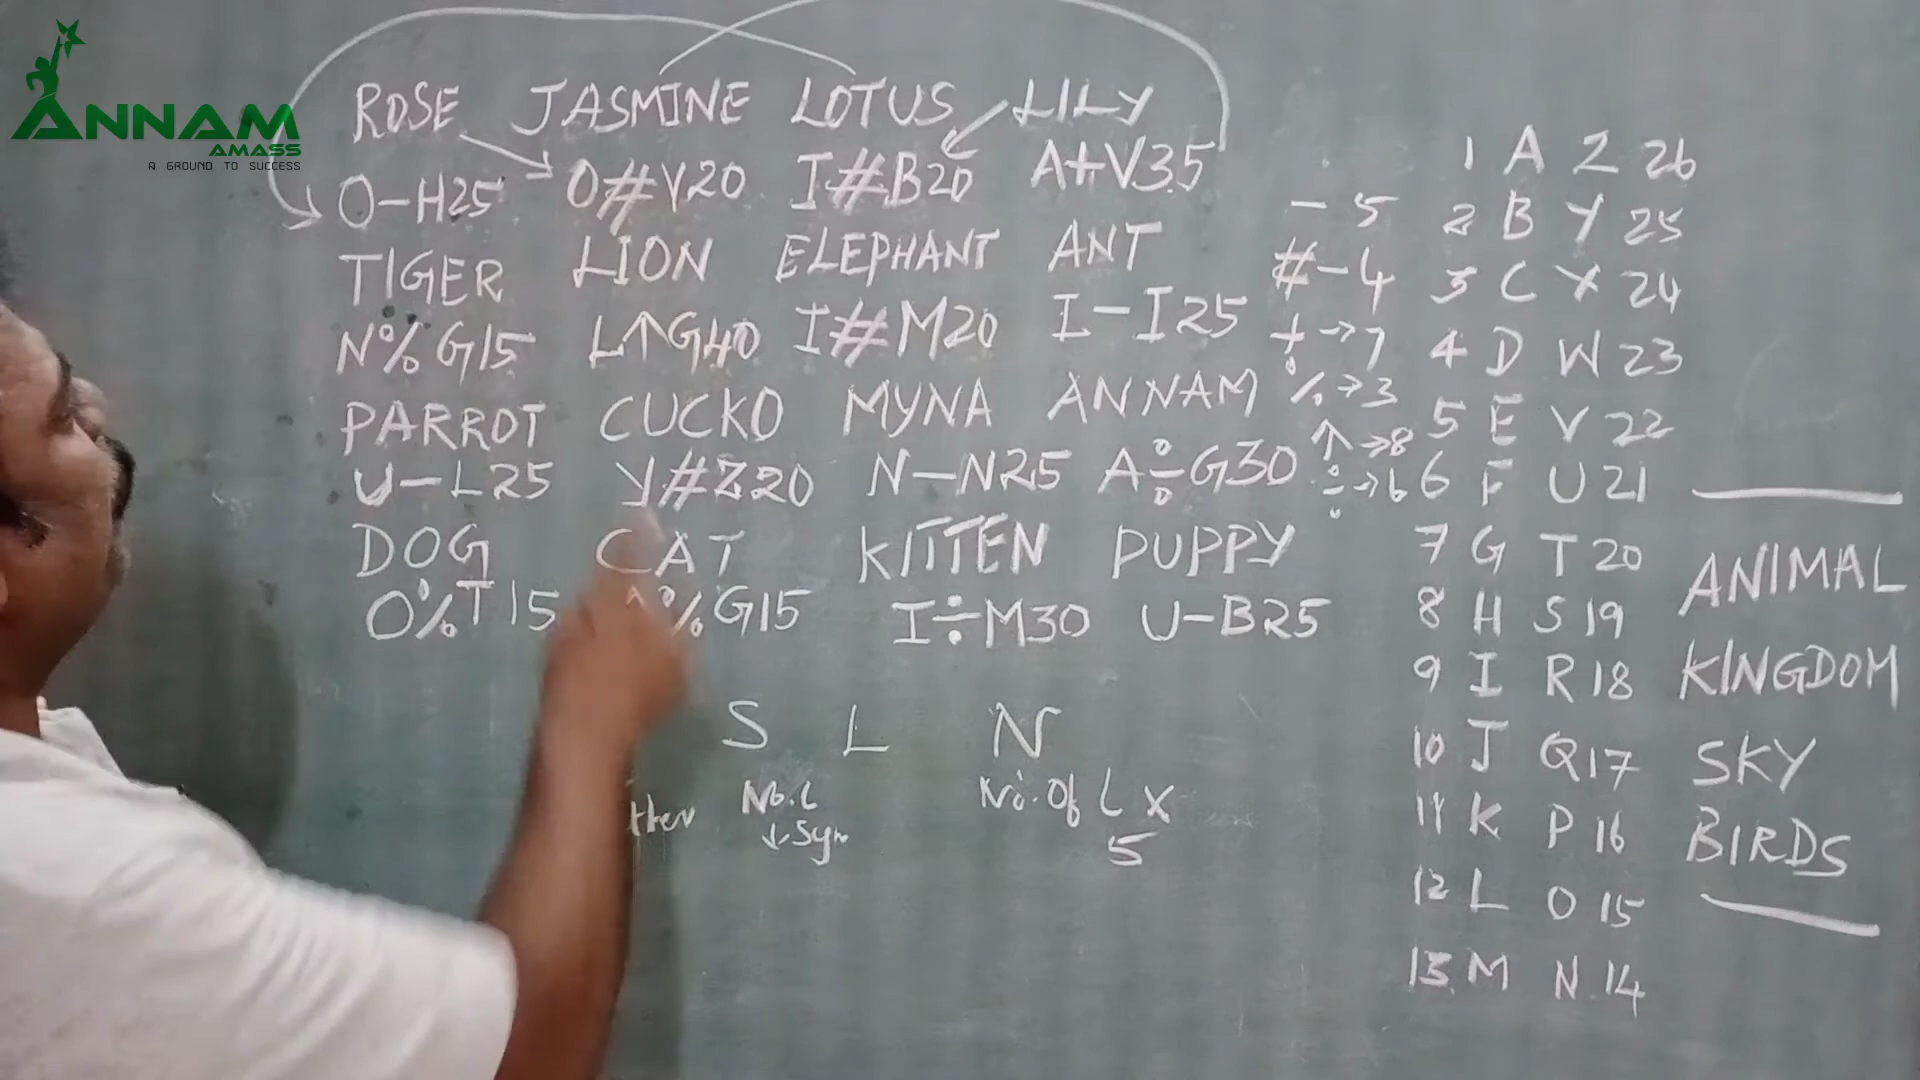 ANNAM
AMASS
A GROUND TO SUCCESS
ROSE JASMINE LOTUS LILY
O-H25 O#V20 I#B20 A+V35
TIGER LION ELEPHANT ANT
N%G15 L↑G40 I#M20 I-I25
PARROT CUCKO MYNA ANNAM
U-L25 Y#Z20 N-N25 A÷G30
DOG CAT KITTEN PUPPY
O%T15 %G15 I÷M30 U-B25
S L N
No.L No. Of L X
↓ Sym 5
- 5
#-4
+→7
%→3
↑→8
÷→6
1 A Z 26
2 B Y 25
3 C X 24
4 D W 23
5 E V 22
6 F U 21
7 G T 20
8 H S 19
9 I R 18
10 J Q 17
11 K P 16
12 L O 15
13 M N 14
ANIMAL
KINGDOM
SKY
BIRDS